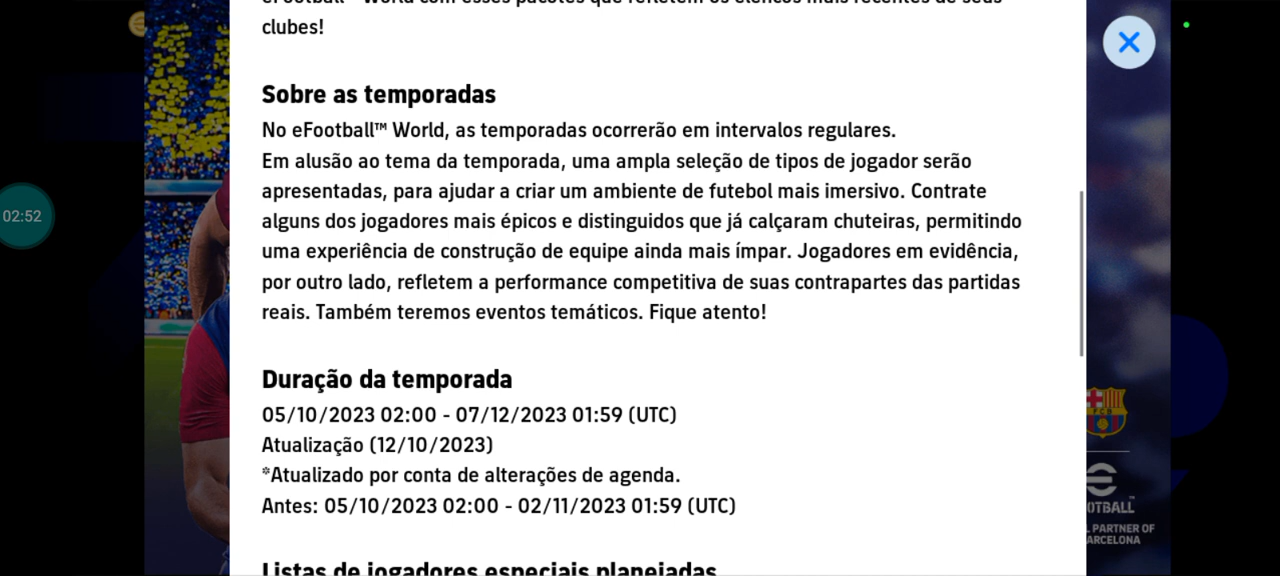 clubes!
Sobre as temporadas
No eFootball™ World, as temporadas ocorrerão em intervalos regulares.
Em alusão ao tema da temporada, uma ampla seleção de tipos de jogador serão
apresentadas, para ajudar a criar um ambiente de futebol mais imersivo. Contrate
alguns dos jogadores mais épicos e distinguidos que já calçaram chuteiras, permitindo
uma experiência de construção de equipe ainda mais ímpar. Jogadores em evidência,
por outro lado, refletem a performance competitiva de suas contrapartes das partidas
reais. Também teremos eventos temáticos. Fique atento!
02:52
Duração da temporada
05/10/2023 02:00 - 07/12/2023 01:59 (UTC)
Atualização (12/10/2023)
*Atualizado por conta de alterações de agenda.
Antes: 05/10/2023 02:00 - 02/11/2023 01:59 (UTC)
Listas de jogadores especiais planejadas
FCB
PARTNER OF